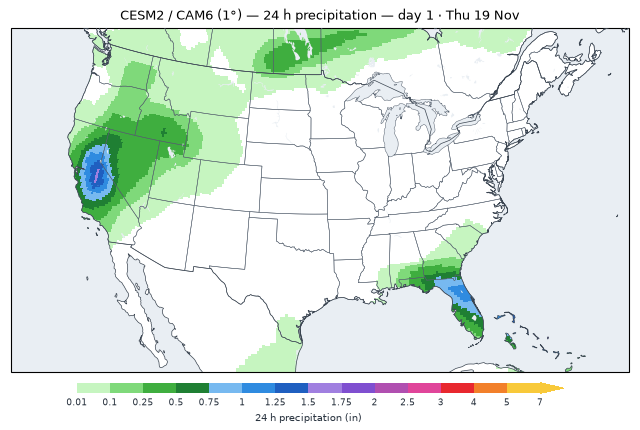 CESM2 / CAM6 (1°) — 24 h precipitation — day 1 · Thu 19 Nov
0.01 0.1 0.25 0.5 0.75 1 1.25 1.5 1.75 2 2.5 3 4 5 7
24 h precipitation (in)